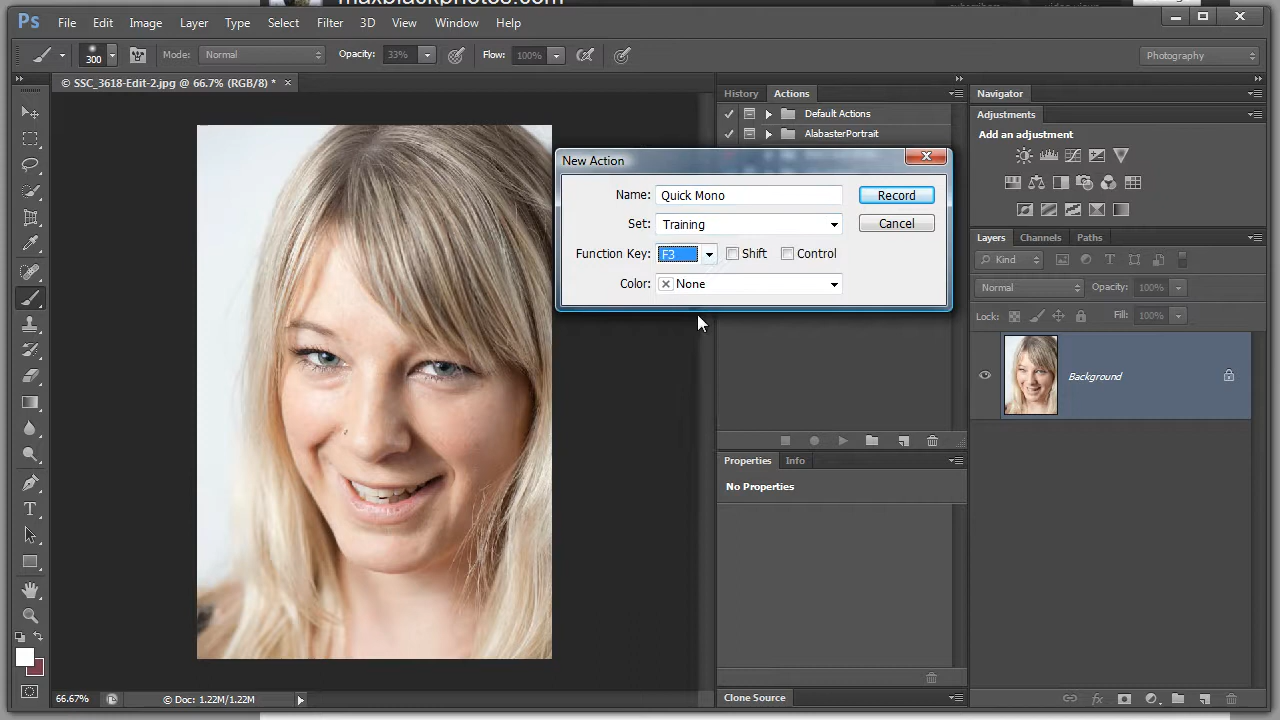 maxblackphotos.com
Ps File Edit Image Layer Type Select Filter 3D View Window Help
300 Mode: Normal Opacity: 33% Flow: 100% Photography
© SSC_3618-Edit-2.jpg @ 66.7% (RGB/8) * ×
History Actions
Default Actions
AlabasterPortrait
New Action
Name: Quick Mono Record
Set: Training Cancel
Function Key: F3 Shift Control
Color: None
Navigator
Adjustments
Add an adjustment
Layers Channels Paths
Kind
Normal Opacity: 100%
Lock: Fill: 100%
Background
Properties Info
No Properties
Clone Source
66.67% © Doc: 1.22M/1.22M